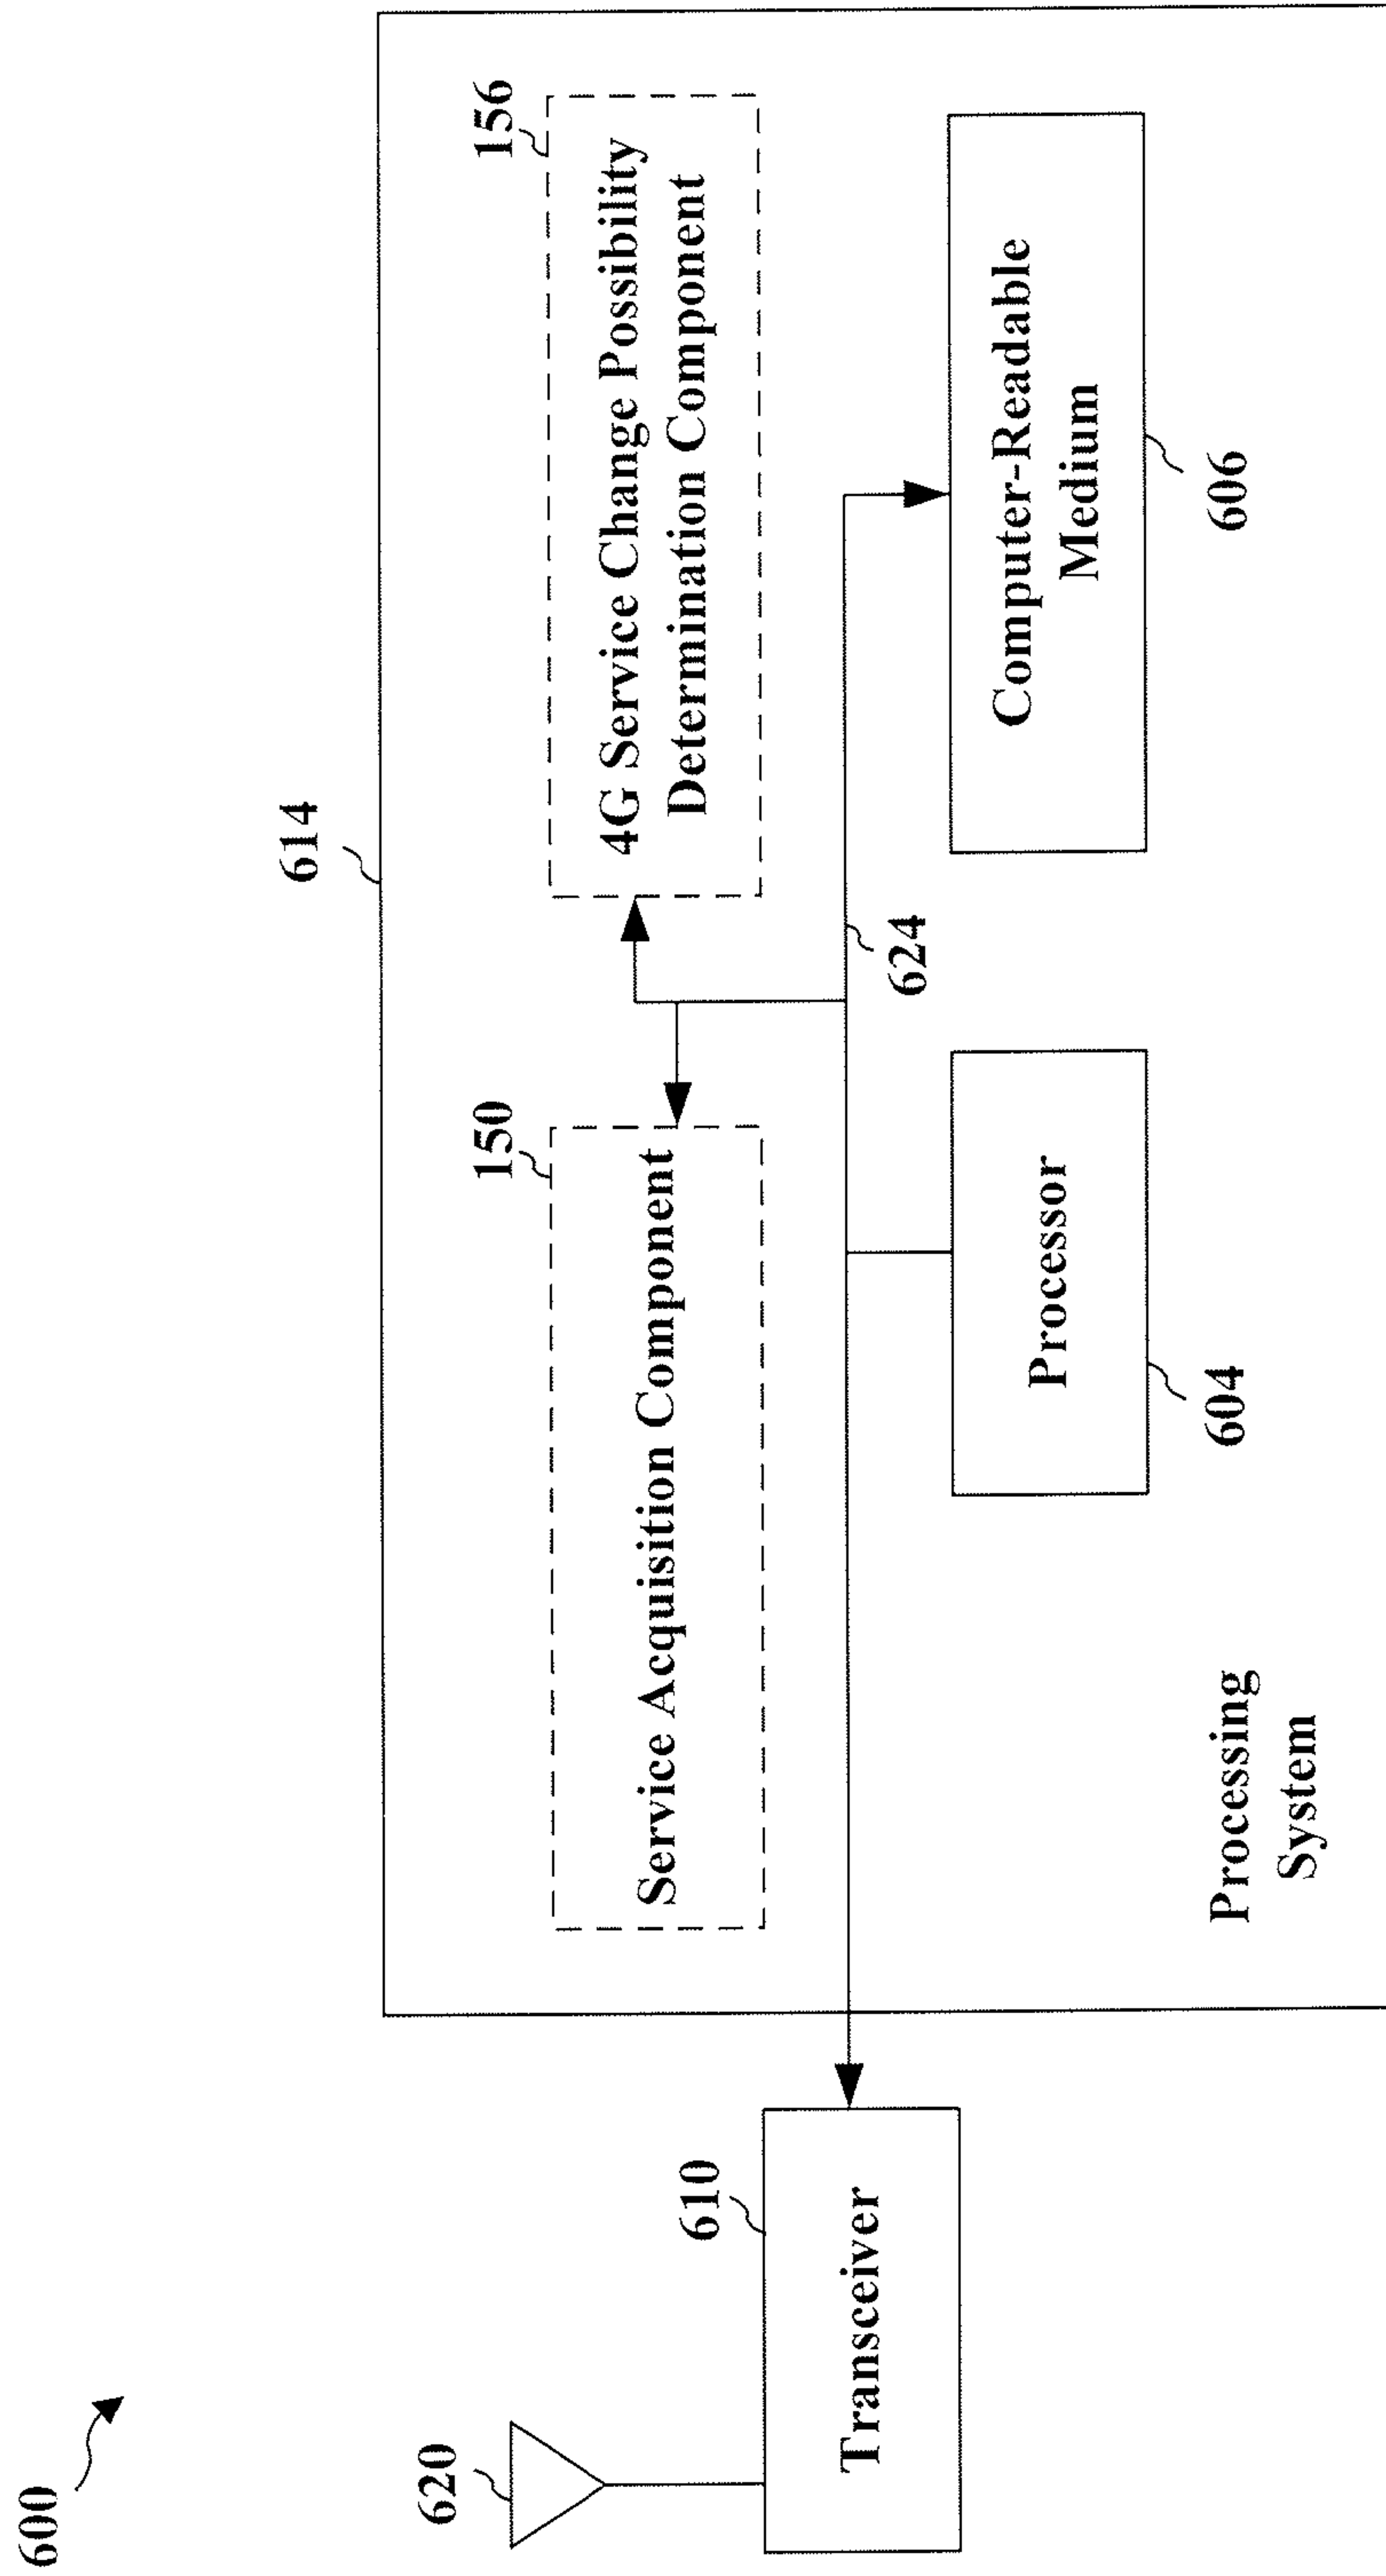 600
614
620
610
Transceiver
150
Service Acquisition Component
156
4G Service Change Possibility
Determination Component
624
Processor
604
Computer-Readable
Medium
606
Processing
System